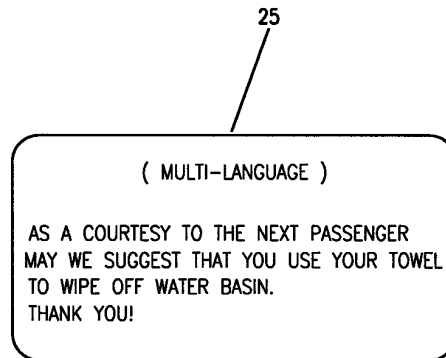 25
( MULTI-LANGUAGE )
AS A COURTESY TO THE NEXT PASSENGER
MAY WE SUGGEST THAT YOU USE YOUR TOWEL
TO WIPE OFF WATER BASIN.
THANK YOU!